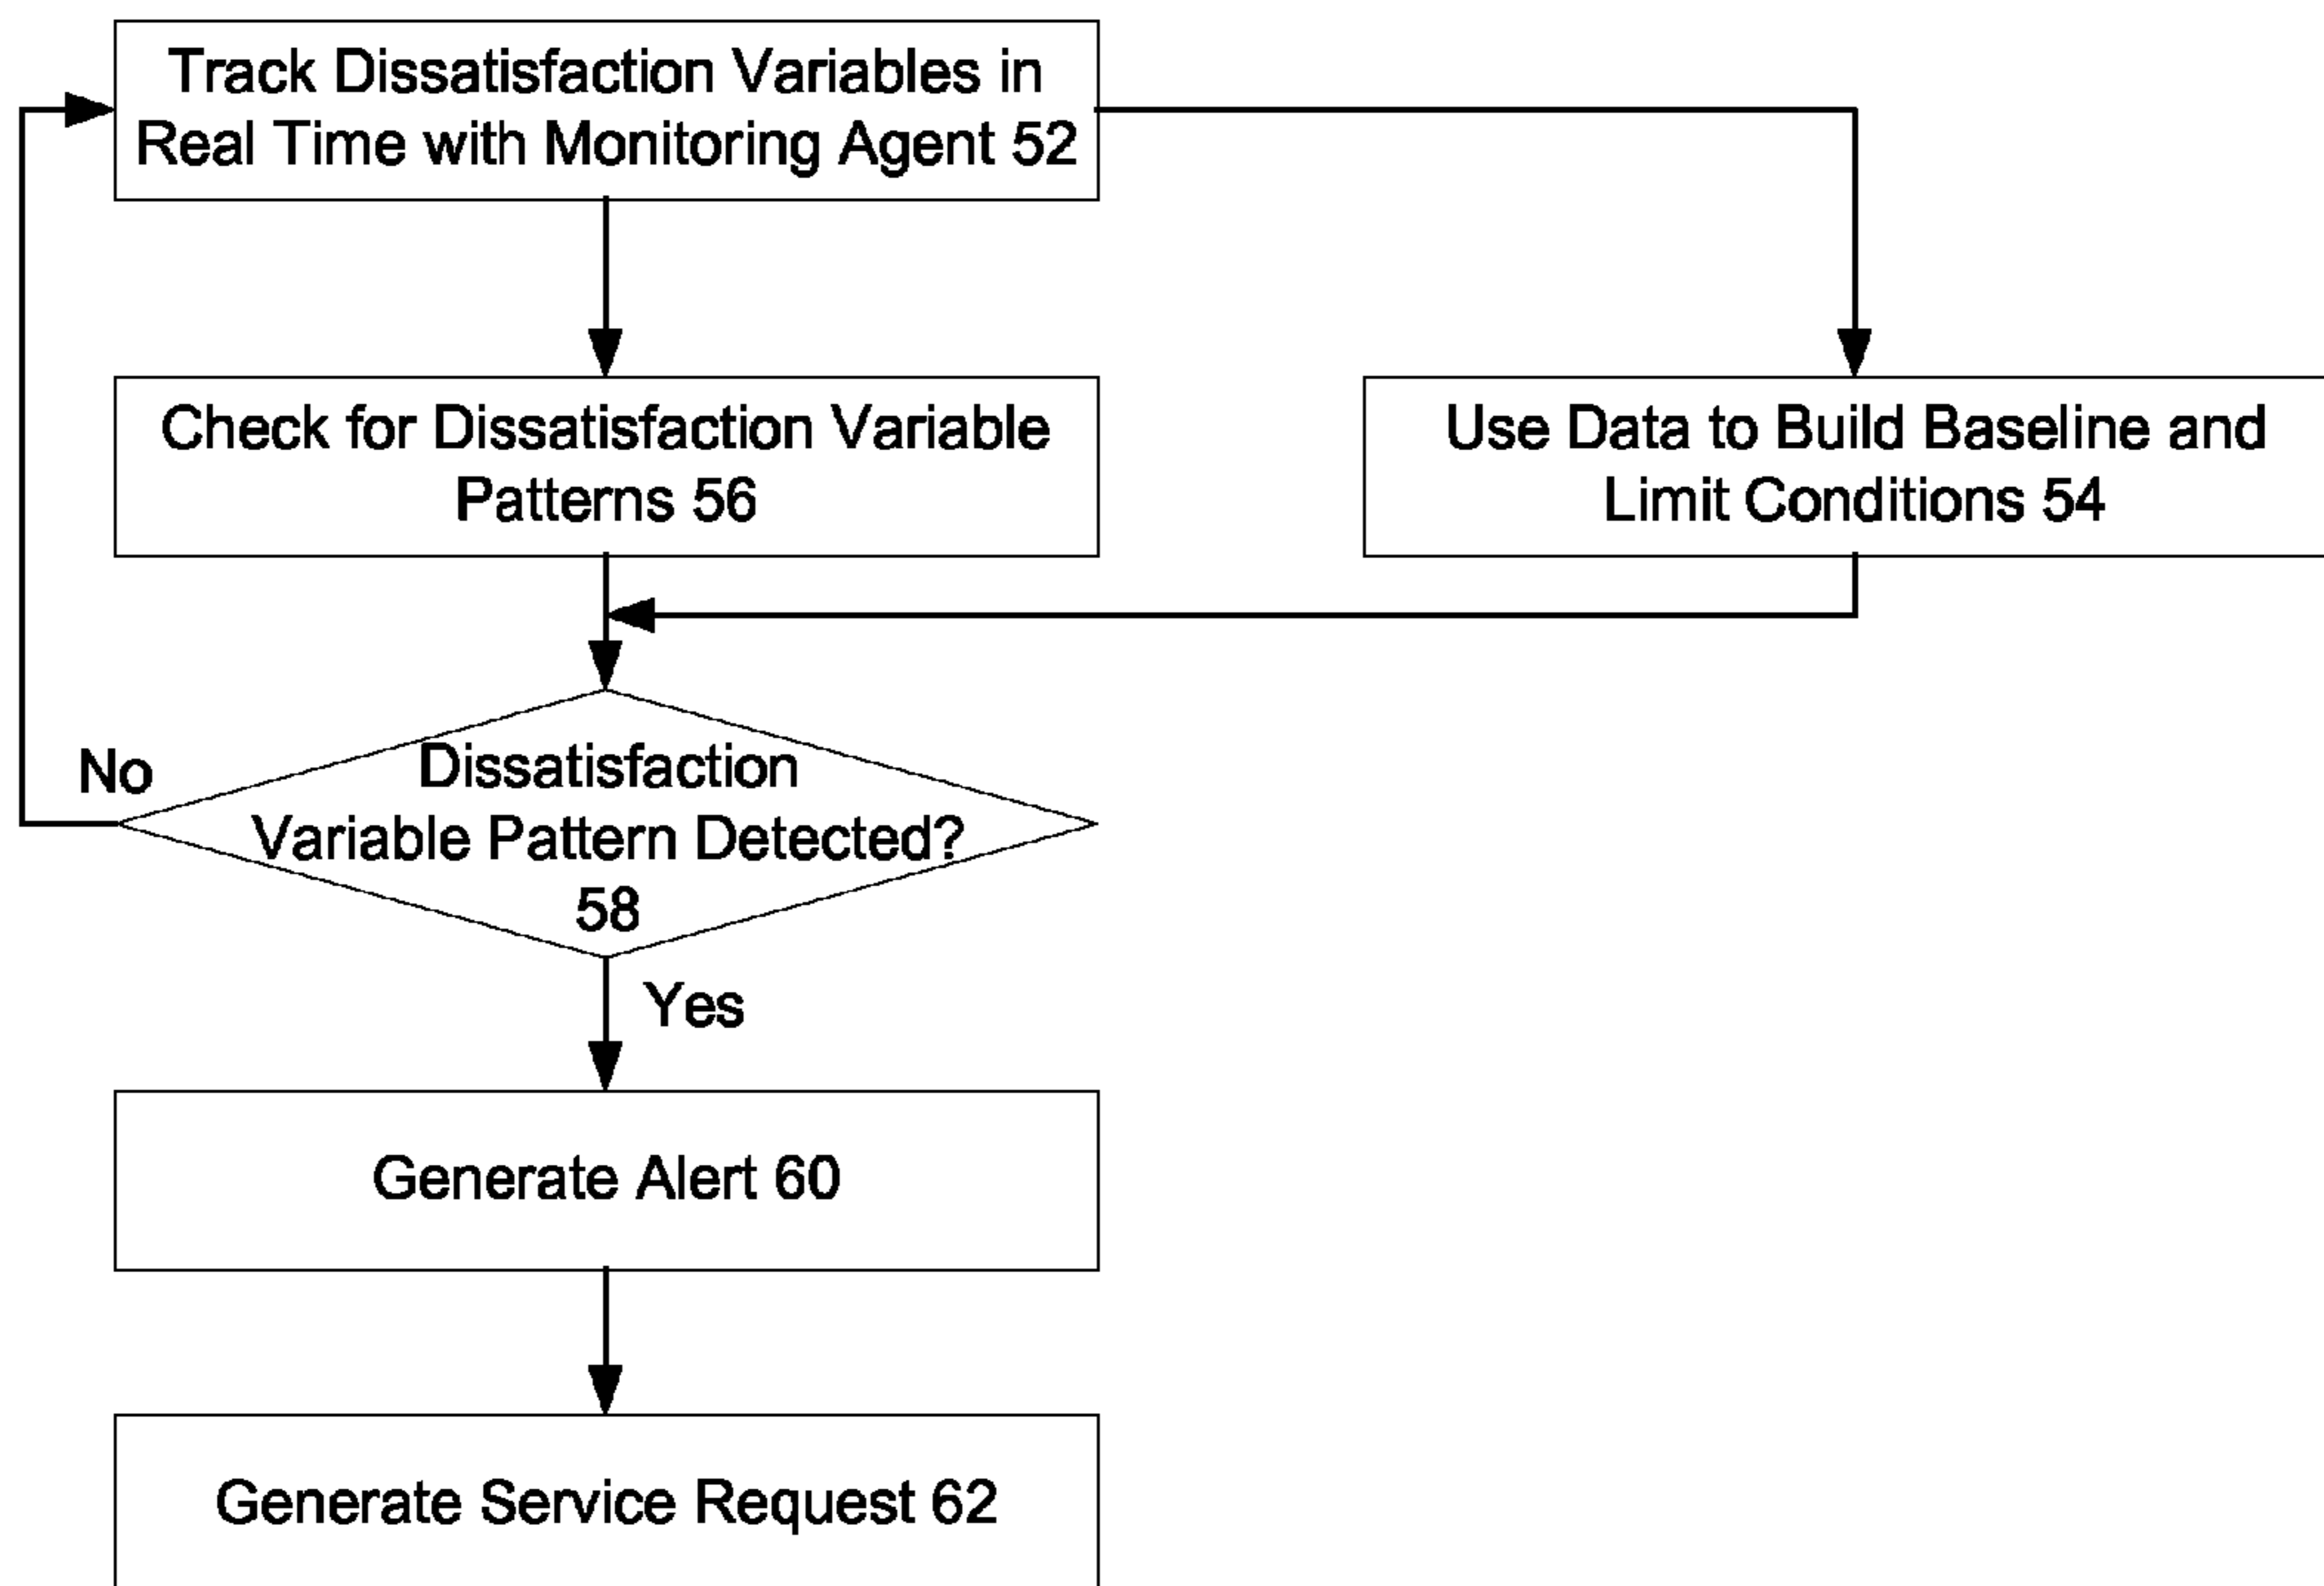 Track Dissatisfaction Variables in
Real Time with Monitoring Agent 52
Check for Dissatisfaction Variable
Patterns 56
Use Data to Build Baseline and
Limit Conditions 54
No
Dissatisfaction
Variable Pattern Detected?
58
Yes
Generate Alert 60
Generate Service Request 62